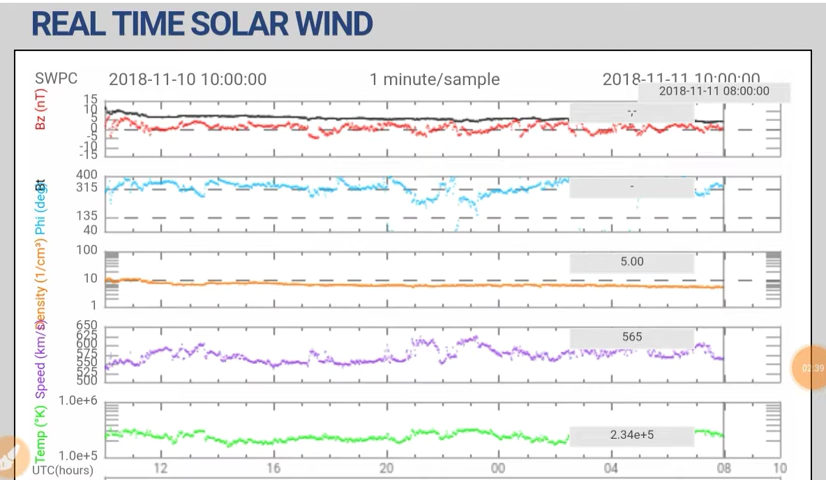 REAL TIME SOLAR WIND
SWPC 2018-11-10 10:00:00 1 minute/sample 2018-11-11 10:00:00
2018-11-11 08:00:00
Bz (nT) Bt
15
10
5
0
-5
-10
-15
Phi (deg)
400
315
135
40
-
Density (1/cm³)
100
10
1
5.00
Speed (km/s)
650
625
600
575
550
525
500
565
02:39
Temp (°K)
1.0e+6
1.0e+5
2.34e+5
UTC(hours) 12 16 20 00 04 08 10